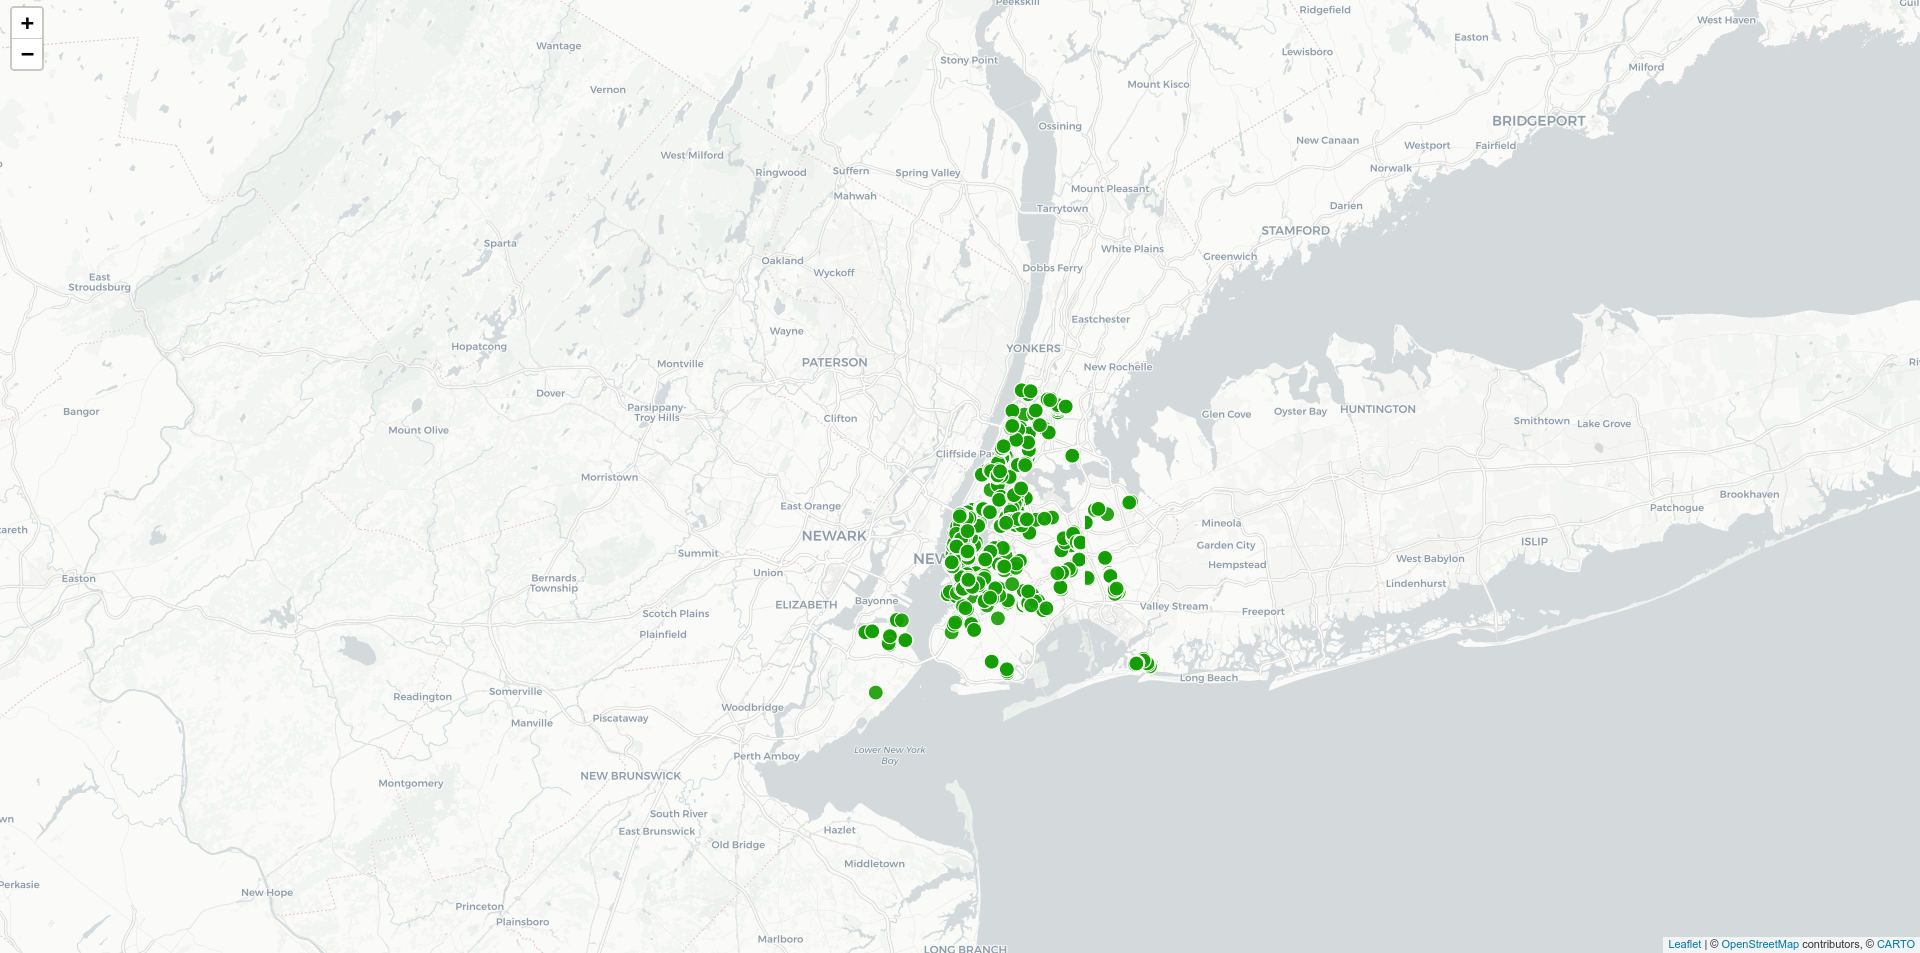 +
−
Peekskill
Ridgefield
West Haven
Wantage
Easton
Lewisboro
Stony Point
Milford
Vernon
Mount Kisco
BRIDGEPORT
Ossining
New Canaan
Westport
Fairfield
West Milford
Ringwood
Suffern
Spring Valley
Norwalk
Mahwah
Mount Pleasant
Tarrytown
Darien
STAMFORD
Sparta
White Plains
Greenwich
Oakland
Wyckoff
Dobbs Ferry
East
Stroudsburg
Eastchester
Wayne
Hopatcong
YONKERS
Montville
PATERSON
New Rochelle
Dover
Parsippany-
Troy Hills
Bangor
Clifton
Glen Cove
Oyster Bay
HUNTINGTON
Smithtown
Lake Grove
Mount Olive
Cliffside Pa
Morristown
Brookhaven
East Orange
Patchogue
NEWARK
Mineola
Garden City
ISLIP
Summit
NEW
West Babylon
Hempstead
Union
Lindenhurst
Easton
Bernards
Township
ELIZABETH
Bayonne
Valley Stream
Freeport
Scotch Plains
Plainfield
Long Beach
Readington
Somerville
Woodbridge
Manville
Piscataway
Lower New York
Bay
Perth Amboy
NEW BRUNSWICK
Montgomery
South River
East Brunswick
Hazlet
Old Bridge
Middletown
Perkasie
New Hope
Princeton
Plainsboro
Marlboro
LONG BRANCH
Leaflet | © OpenStreetMap contributors, © CARTO